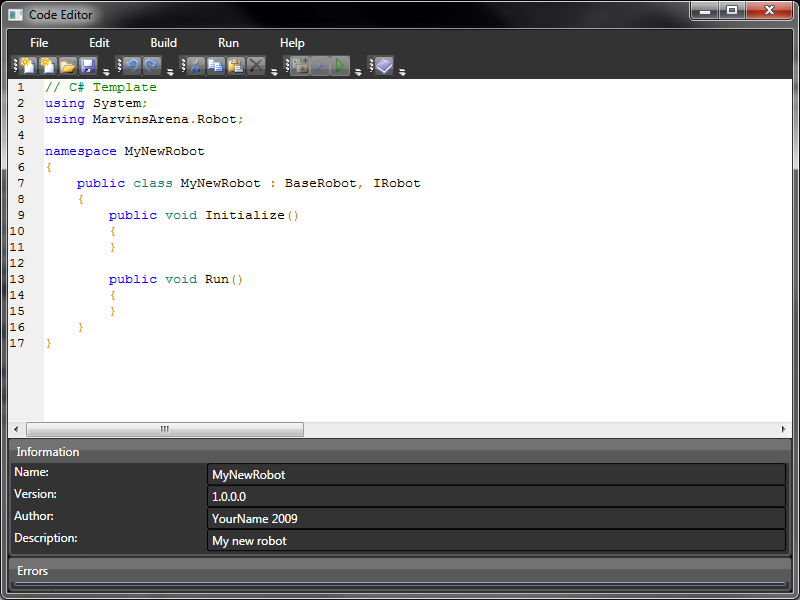 Code Editor
File Edit Build Run Help
1 // C# Template
2 using System;
3 using MarvinsArena.Robot;
4
5 namespace MyNewRobot
6 {
7     public class MyNewRobot : BaseRobot, IRobot
8     {
9         public void Initialize()
10         {
11         }
12
13         public void Run()
14         {
15         }
16     }
17 }
Information
Name: MyNewRobot
Version: 1.0.0.0
Author: YourName 2009
Description: My new robot
Errors